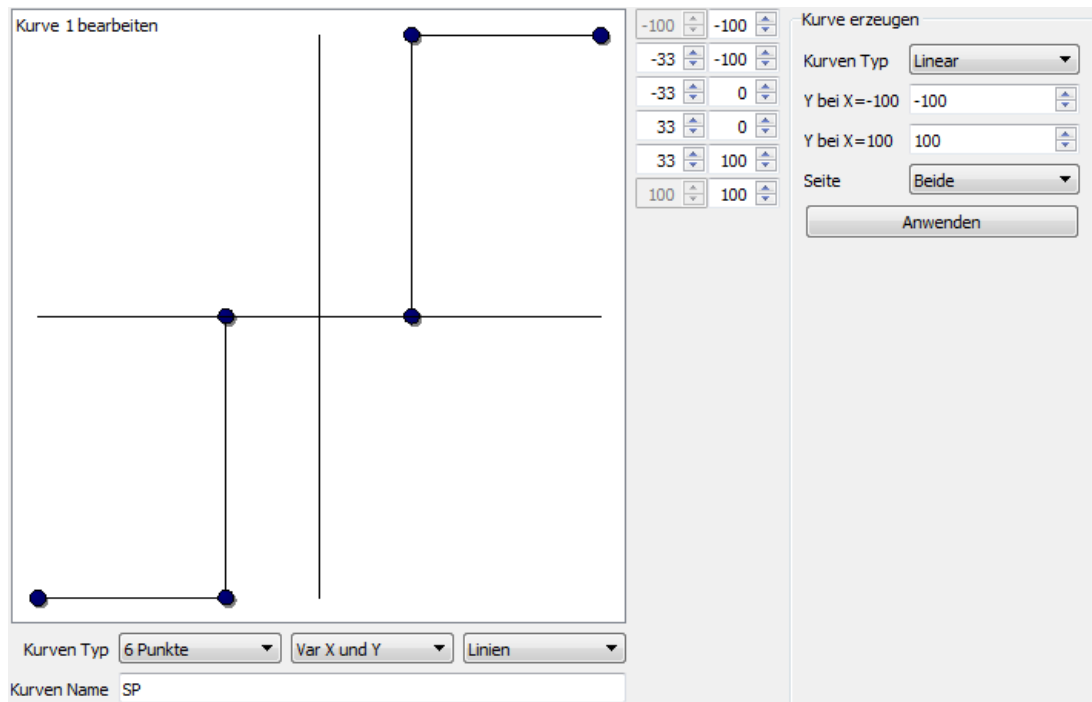 Kurve 1 bearbeiten
-100 -100
-33 -100
-33 0
33 0
33 100
100 100
Kurve erzeugen
Kurven Typ Linear
Y bei X=-100 -100
Y bei X=100 100
Seite Beide
Anwenden
Kurven Typ 6 Punkte Var X und Y Linien
Kurven Name SP